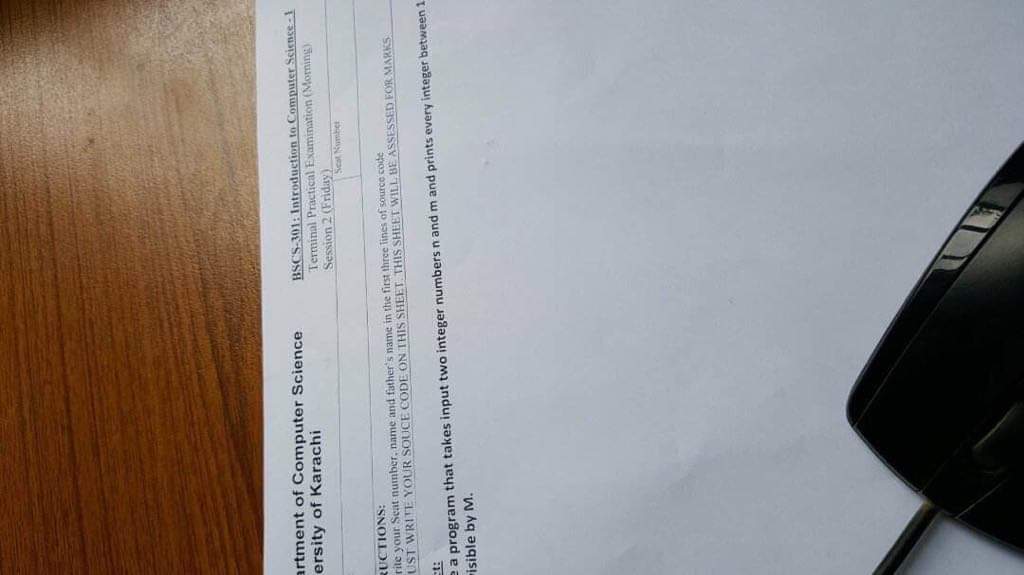 artment of Computer Science
ersity of Karachi
BSCS-301: Introduction to Computer Science - I
Terminal Practical Examination (Morning)
Session 2 (Friday)
Seat Number
RUCTIONS:
rite your Seat number, name and father's name in the first three lines of source code
UST WRITE YOUR SOUCE CODE ON THIS SHEET. THIS SHEET WILL BE ASSESSED FOR MARKS
ct:
e a program that takes input two integer numbers n and m and prints every integer between 1
visible by M.